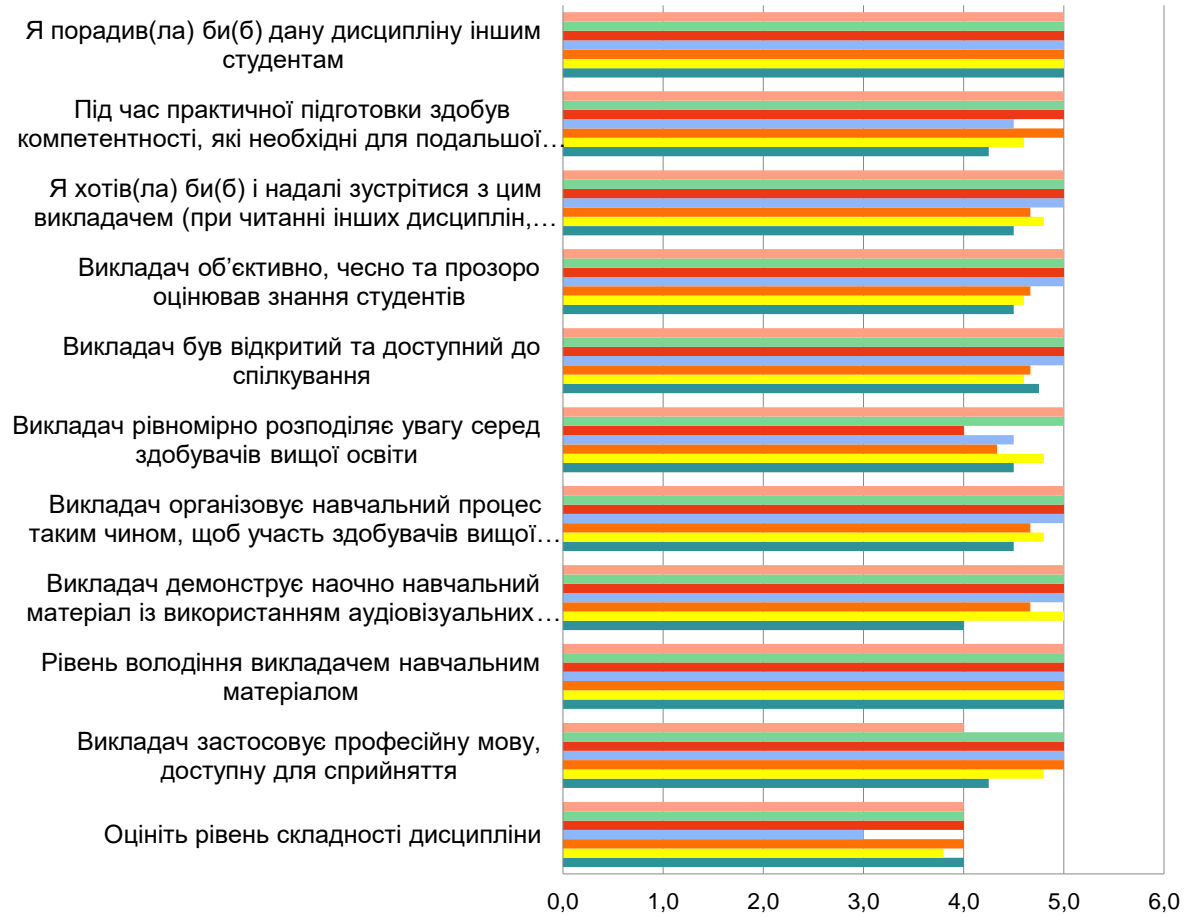 Я порадив(ла) би(б) дану дисципліну іншим
студентам
Під час практичної підготовки здобув
компетентності, які необхідні для подальшої…
Я хотів(ла) би(б) і надалі зустрітися з цим
викладачем (при читанні інших дисциплін,…
Викладач об’єктивно, чесно та прозоро
оцінював знання студентів
Викладач був відкритий та доступний до
спілкування
Викладач рівномірно розподіляє увагу серед
здобувачів вищої освіти
Викладач організовує навчальний процес
таким чином, щоб участь здобувачів вищої…
Викладач демонструє наочно навчальний
матеріал із використанням аудіовізуальних…
Рівень володіння викладачем навчальним
матеріалом
Викладач застосовує професійну мову,
доступну для сприйняття
Оцініть рівень складності дисципліни
0,0 1,0 2,0 3,0 4,0 5,0 6,0